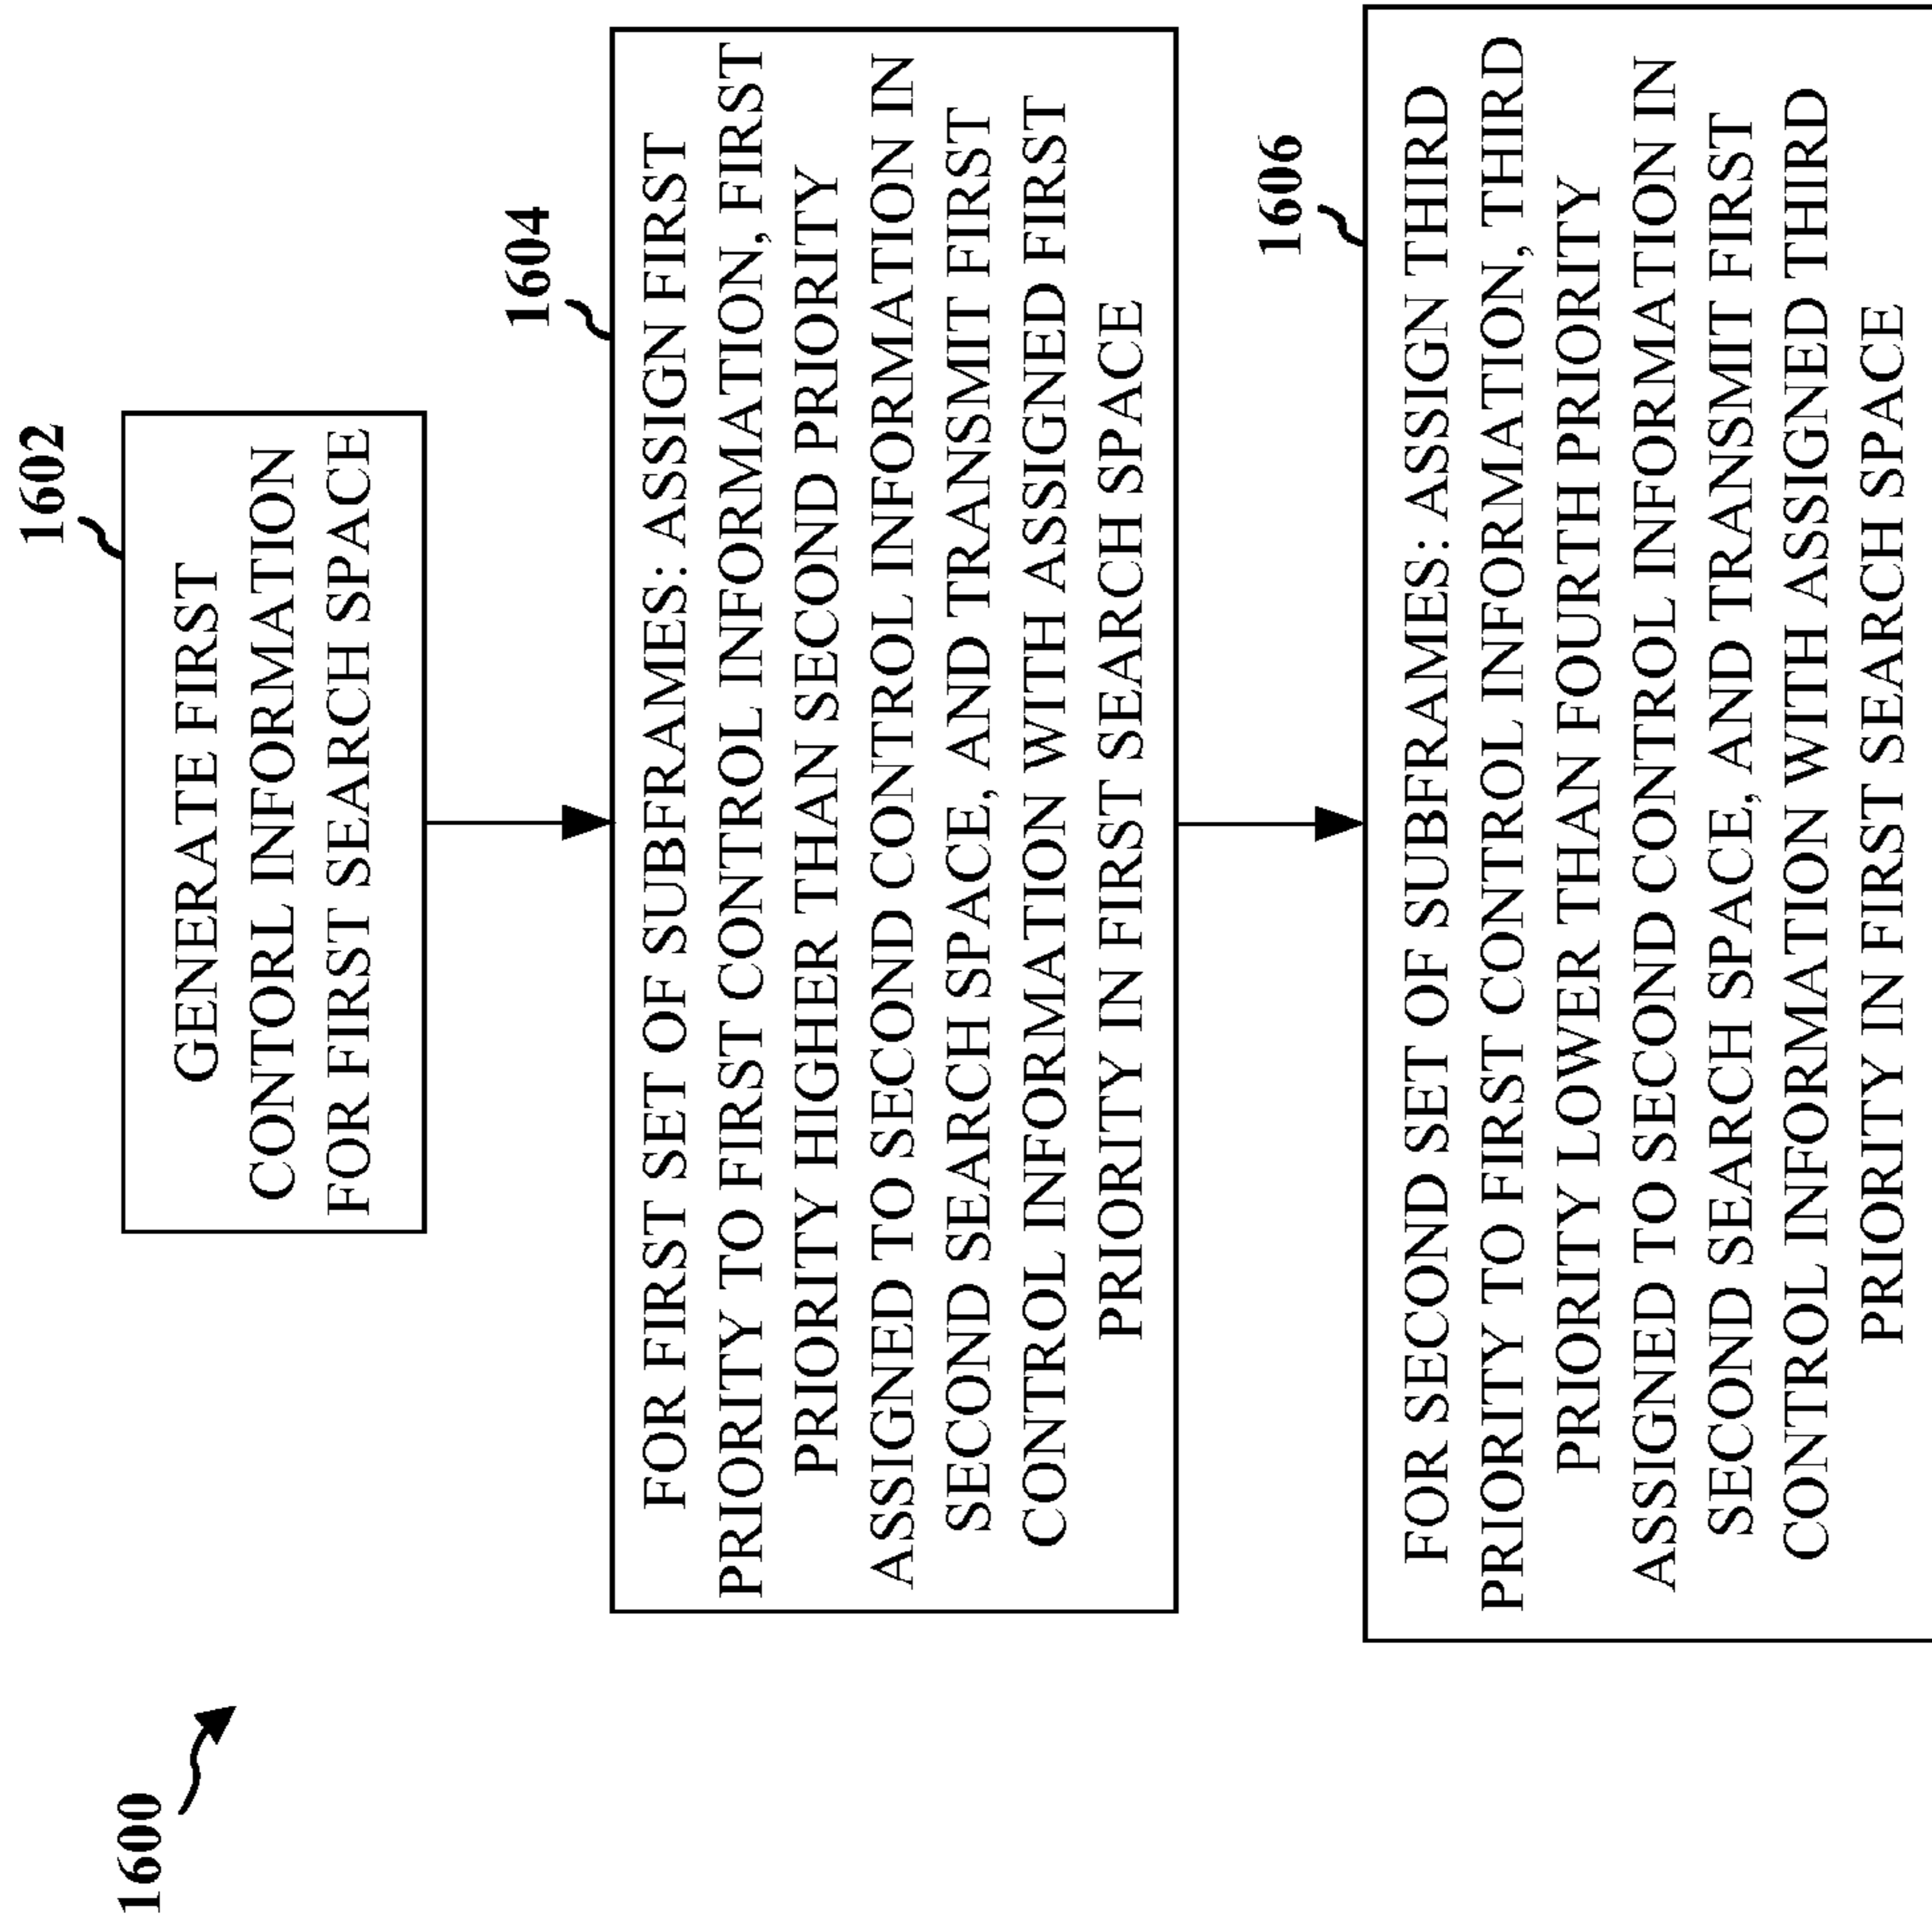 1600
1602
GENERATE FIRST
CONTORL INFORMATION
FOR FIRST SEARCH SPACE
1604
FOR FIRST SET OF SUBFRAMES: ASSIGN FIRST
PRIORITY TO FIRST CONTROL INFORMATION, FIRST
PRIORITY HIGHER THAN SECOND PRIORITY
ASSIGNED TO SECOND CONTROL INFORMATION IN
SECOND SEARCH SPACE, AND TRANSMIT FIRST
CONTROL INFORMATION WITH ASSIGNED FIRST
PRIORITY IN FIRST SEARCH SPACE
1606
FOR SECOND SET OF SUBFRAMES: ASSIGN THIRD
PRIORITY TO FIRST CONTROL INFORMATION, THIRD
PRIORITY LOWER THAN FOURTH PRIORITY
ASSIGNED TO SECOND CONTROL INFORMATION IN
SECOND SEARCH SPACE, AND TRANSMIT FIRST
CONTROL INFORMATION WITH ASSIGNED THIRD
PRIORITY IN FIRST SEARCH SPACE